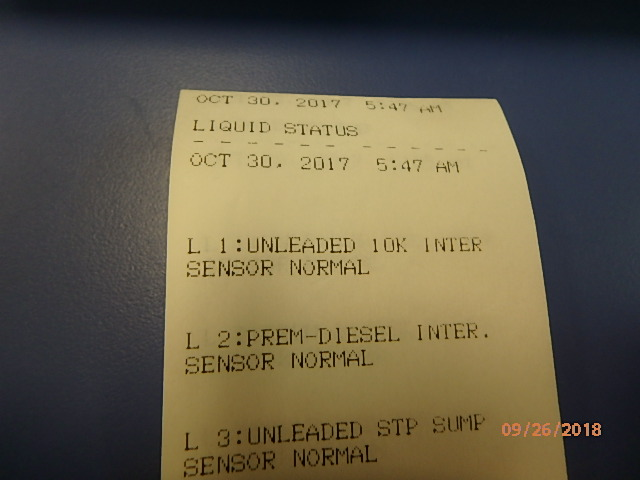 OCT 30, 2017 5:47 AM
LIQUID STATUS
- - - - - - - - - - - -
OCT 30, 2017 5:47 AM
L 1:UNLEADED 10K INTER
SENSOR NORMAL
L 2:PREM-DIESEL INTER.
SENSOR NORMAL
L 3:UNLEADED STP SUMP
SENSOR NORMAL
09/26/2018